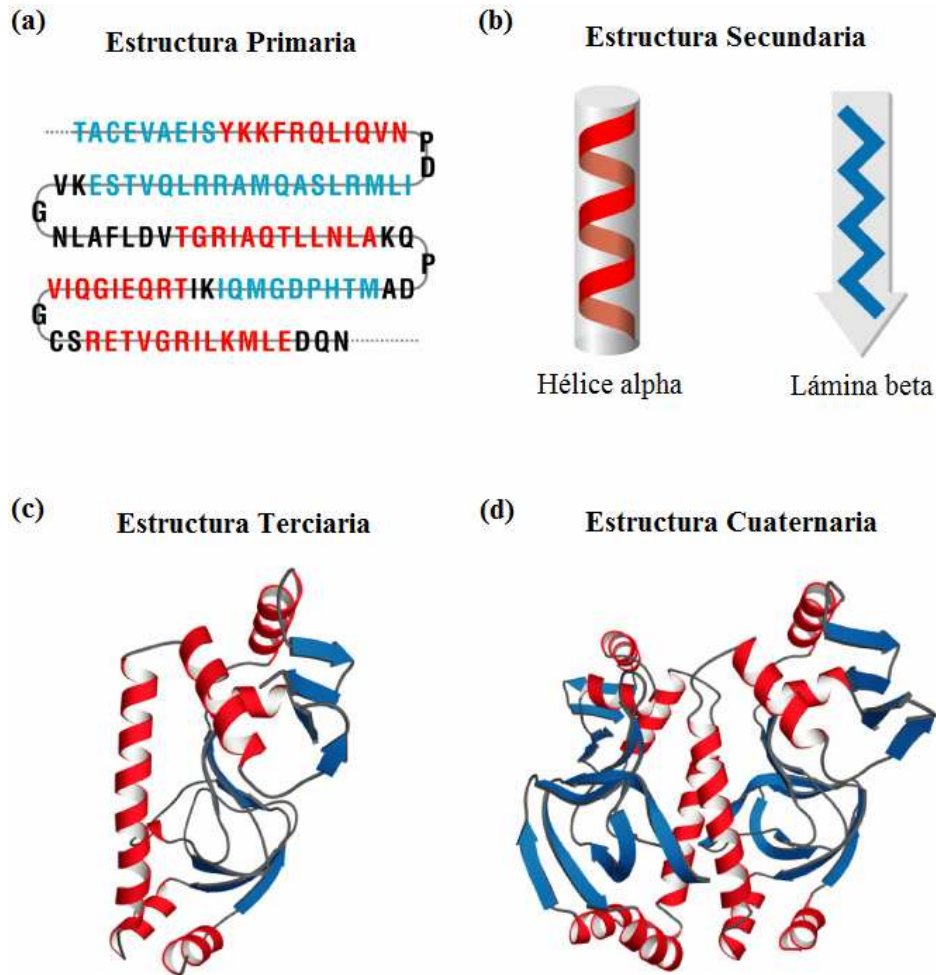 (a)
Estructura Primaria
TACEVAEISYKKFRQLIQVN
P
D
VKESTVQLRRAMQASLRMLI
G
NLAFLDVTGRIAQTLLNLAKQ
P
VIQGIEQRTIKIQMGDPHTMAD
G
CSRETVGRILKMLEDQN
(b)
Estructura Secundaria
Hélice alpha
Lámina beta
(c)
Estructura Terciaria
(d)
Estructura Cuaternaria